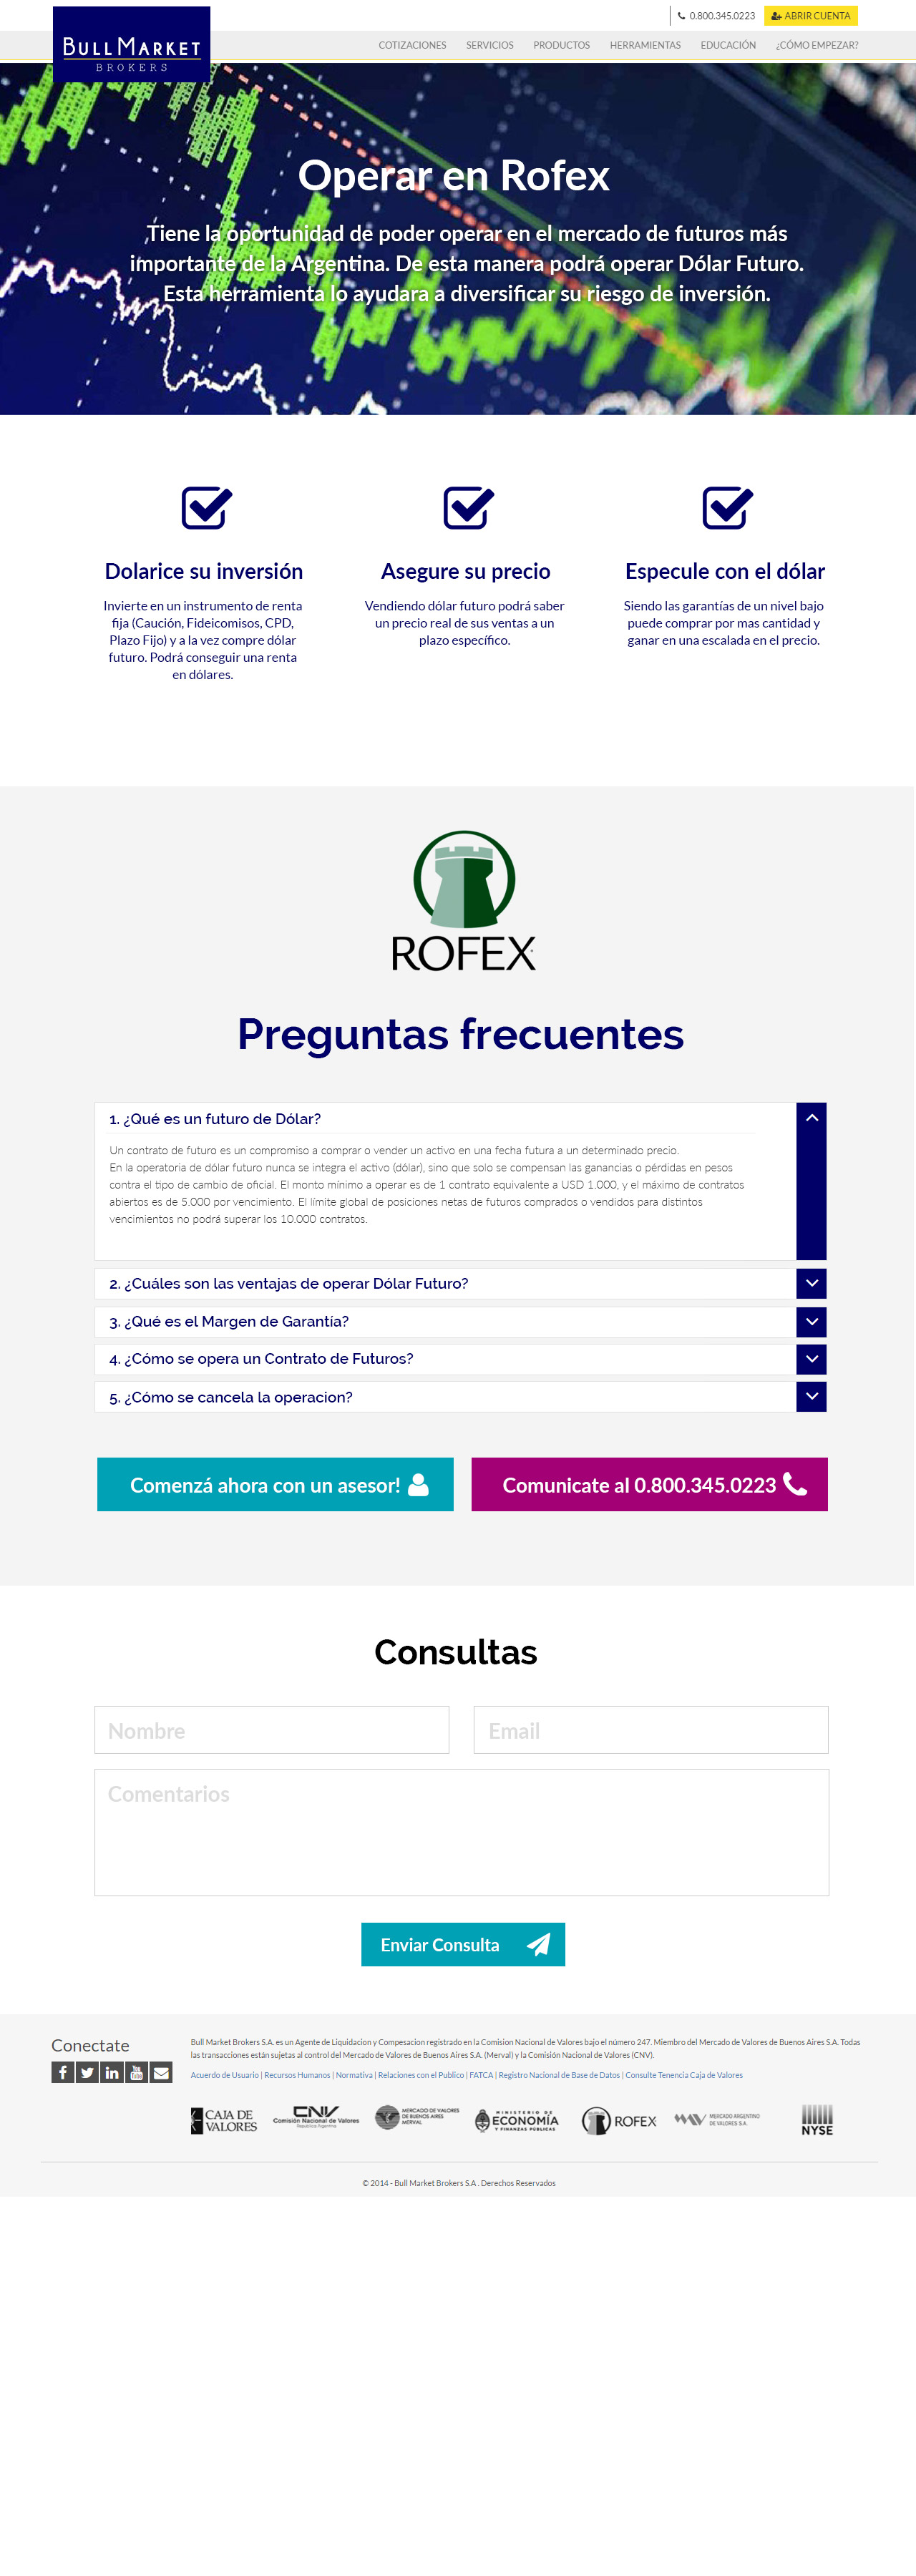 0.800.345.0223
ABRIR CUENTA
BULLMARKET
BROKERS
COTIZACIONES
SERVICIOS
PRODUCTOS
HERRAMIENTAS
EDUCACIÓN
¿CÓMO EMPEZAR?
Operar en Rofex
Tiene la oportunidad de poder operar en el mercado de futuros más
importante de la Argentina. De esta manera podrá operar Dólar Futuro.
Esta herramienta lo ayudara a diversificar su riesgo de inversión.
Dolarice su inversión
Invierte en un instrumento de renta
fija (Caución, Fideicomisos, CPD,
Plazo Fijo) y a la vez compre dólar
futuro. Podrá conseguir una renta
en dólares.
Asegure su precio
Vendiendo dólar futuro podrá saber
un precio real de sus ventas a un
plazo específico.
Especule con el dólar
Siendo las garantías de un nivel bajo
puede comprar por mas cantidad y
ganar en una escalada en el precio.
ROFEX
Preguntas frecuentes
1. ¿Qué es un futuro de Dólar?
Un contrato de futuro es un compromiso a comprar o vender un activo en una fecha futura a un determinado precio.
En la operatoria de dólar futuro nunca se integra el activo (dólar), sino que solo se compensan las ganancias o pérdidas en pesos
contra el tipo de cambio de oficial. El monto mínimo a operar es de 1 contrato equivalente a USD 1.000, y el máximo de contratos
abiertos es de 5.000 por vencimiento. El límite global de posiciones netas de futuros comprados o vendidos para distintos
vencimientos no podrá superar los 10.000 contratos.
2. ¿Cuáles son las ventajas de operar Dólar Futuro?
3. ¿Qué es el Margen de Garantía?
4. ¿Cómo se opera un Contrato de Futuros?
5. ¿Cómo se cancela la operacion?
Comenzá ahora con un asesor!
Comunicate al 0.800.345.0223
Consultas
Nombre
Email
Comentarios
Enviar Consulta
Conectate
Bull Market Brokers S.A. es un Agente de Liquidacion y Compesacion registrado en la Comision Nacional de Valores bajo el número 247. Miembro del Mercado de Valores de Buenos Aires S.A. Todas
las transacciones están sujetas al control del Mercado de Valores de Buenos Aires S.A. (Merval) y la Comisión Nacional de Valores (CNV).
Acuerdo de Usuario | Recursos Humanos | Normativa | Relaciones con el Publico | FATCA | Registro Nacional de Base de Datos | Consulte Tenencia Caja de Valores
CAJA DE
VALORES
CNV
Comisión Nacional de Valores
República Argentina
MERCADO DE VALORES
DE BUENOS AIRES
MERVAL
MINISTERIO DE
ECONOMÍA
Y FINANZAS PÚBLICAS
ROFEX
MERCADO ARGENTINO
DE VALORES S.A.
NYSE
© 2014 - Bull Market Brokers S.A . Derechos Reservados